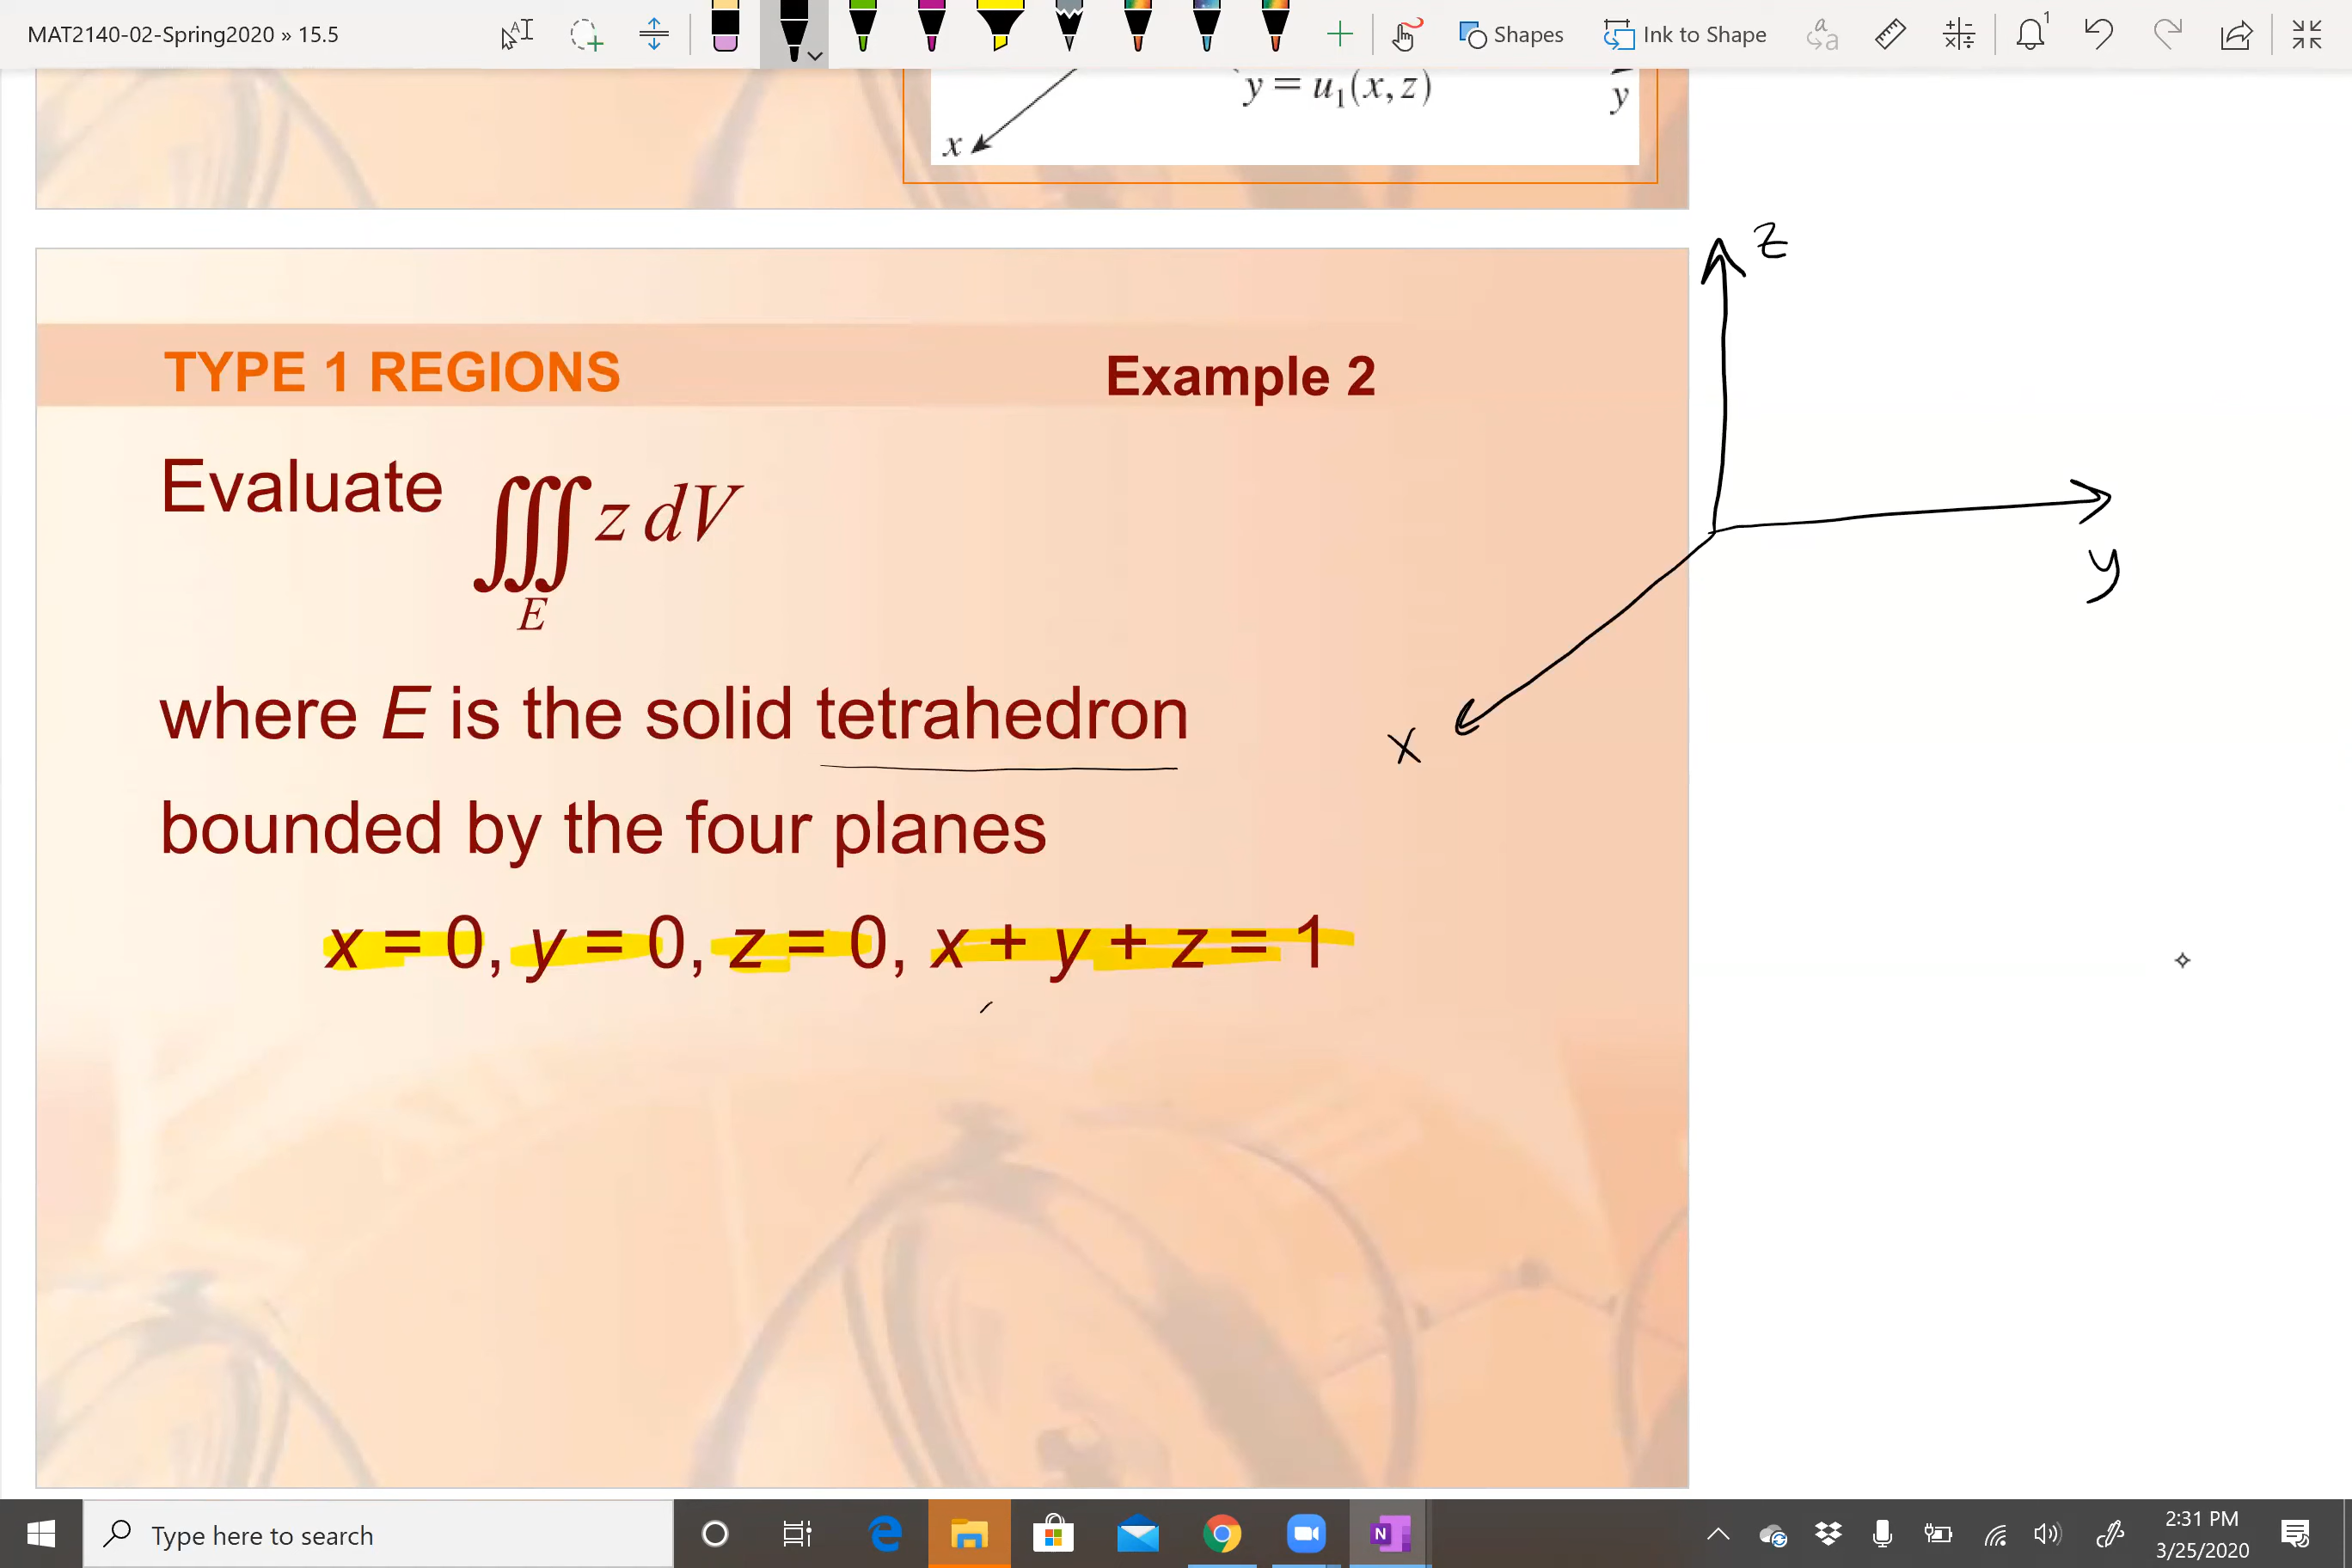 MAT2140-02-Spring2020 » 15.5
Shapes
Ink to Shape
1
y = u₁(x, z)
y
x
z
TYPE 1 REGIONS
Example 2
Evaluate ∭_E z dV
y
where E is the solid tetrahedron
x
bounded by the four planes
x = 0, y = 0, z = 0, x + y + z = 1
Type here to search
N
2:31 PM
3/25/2020